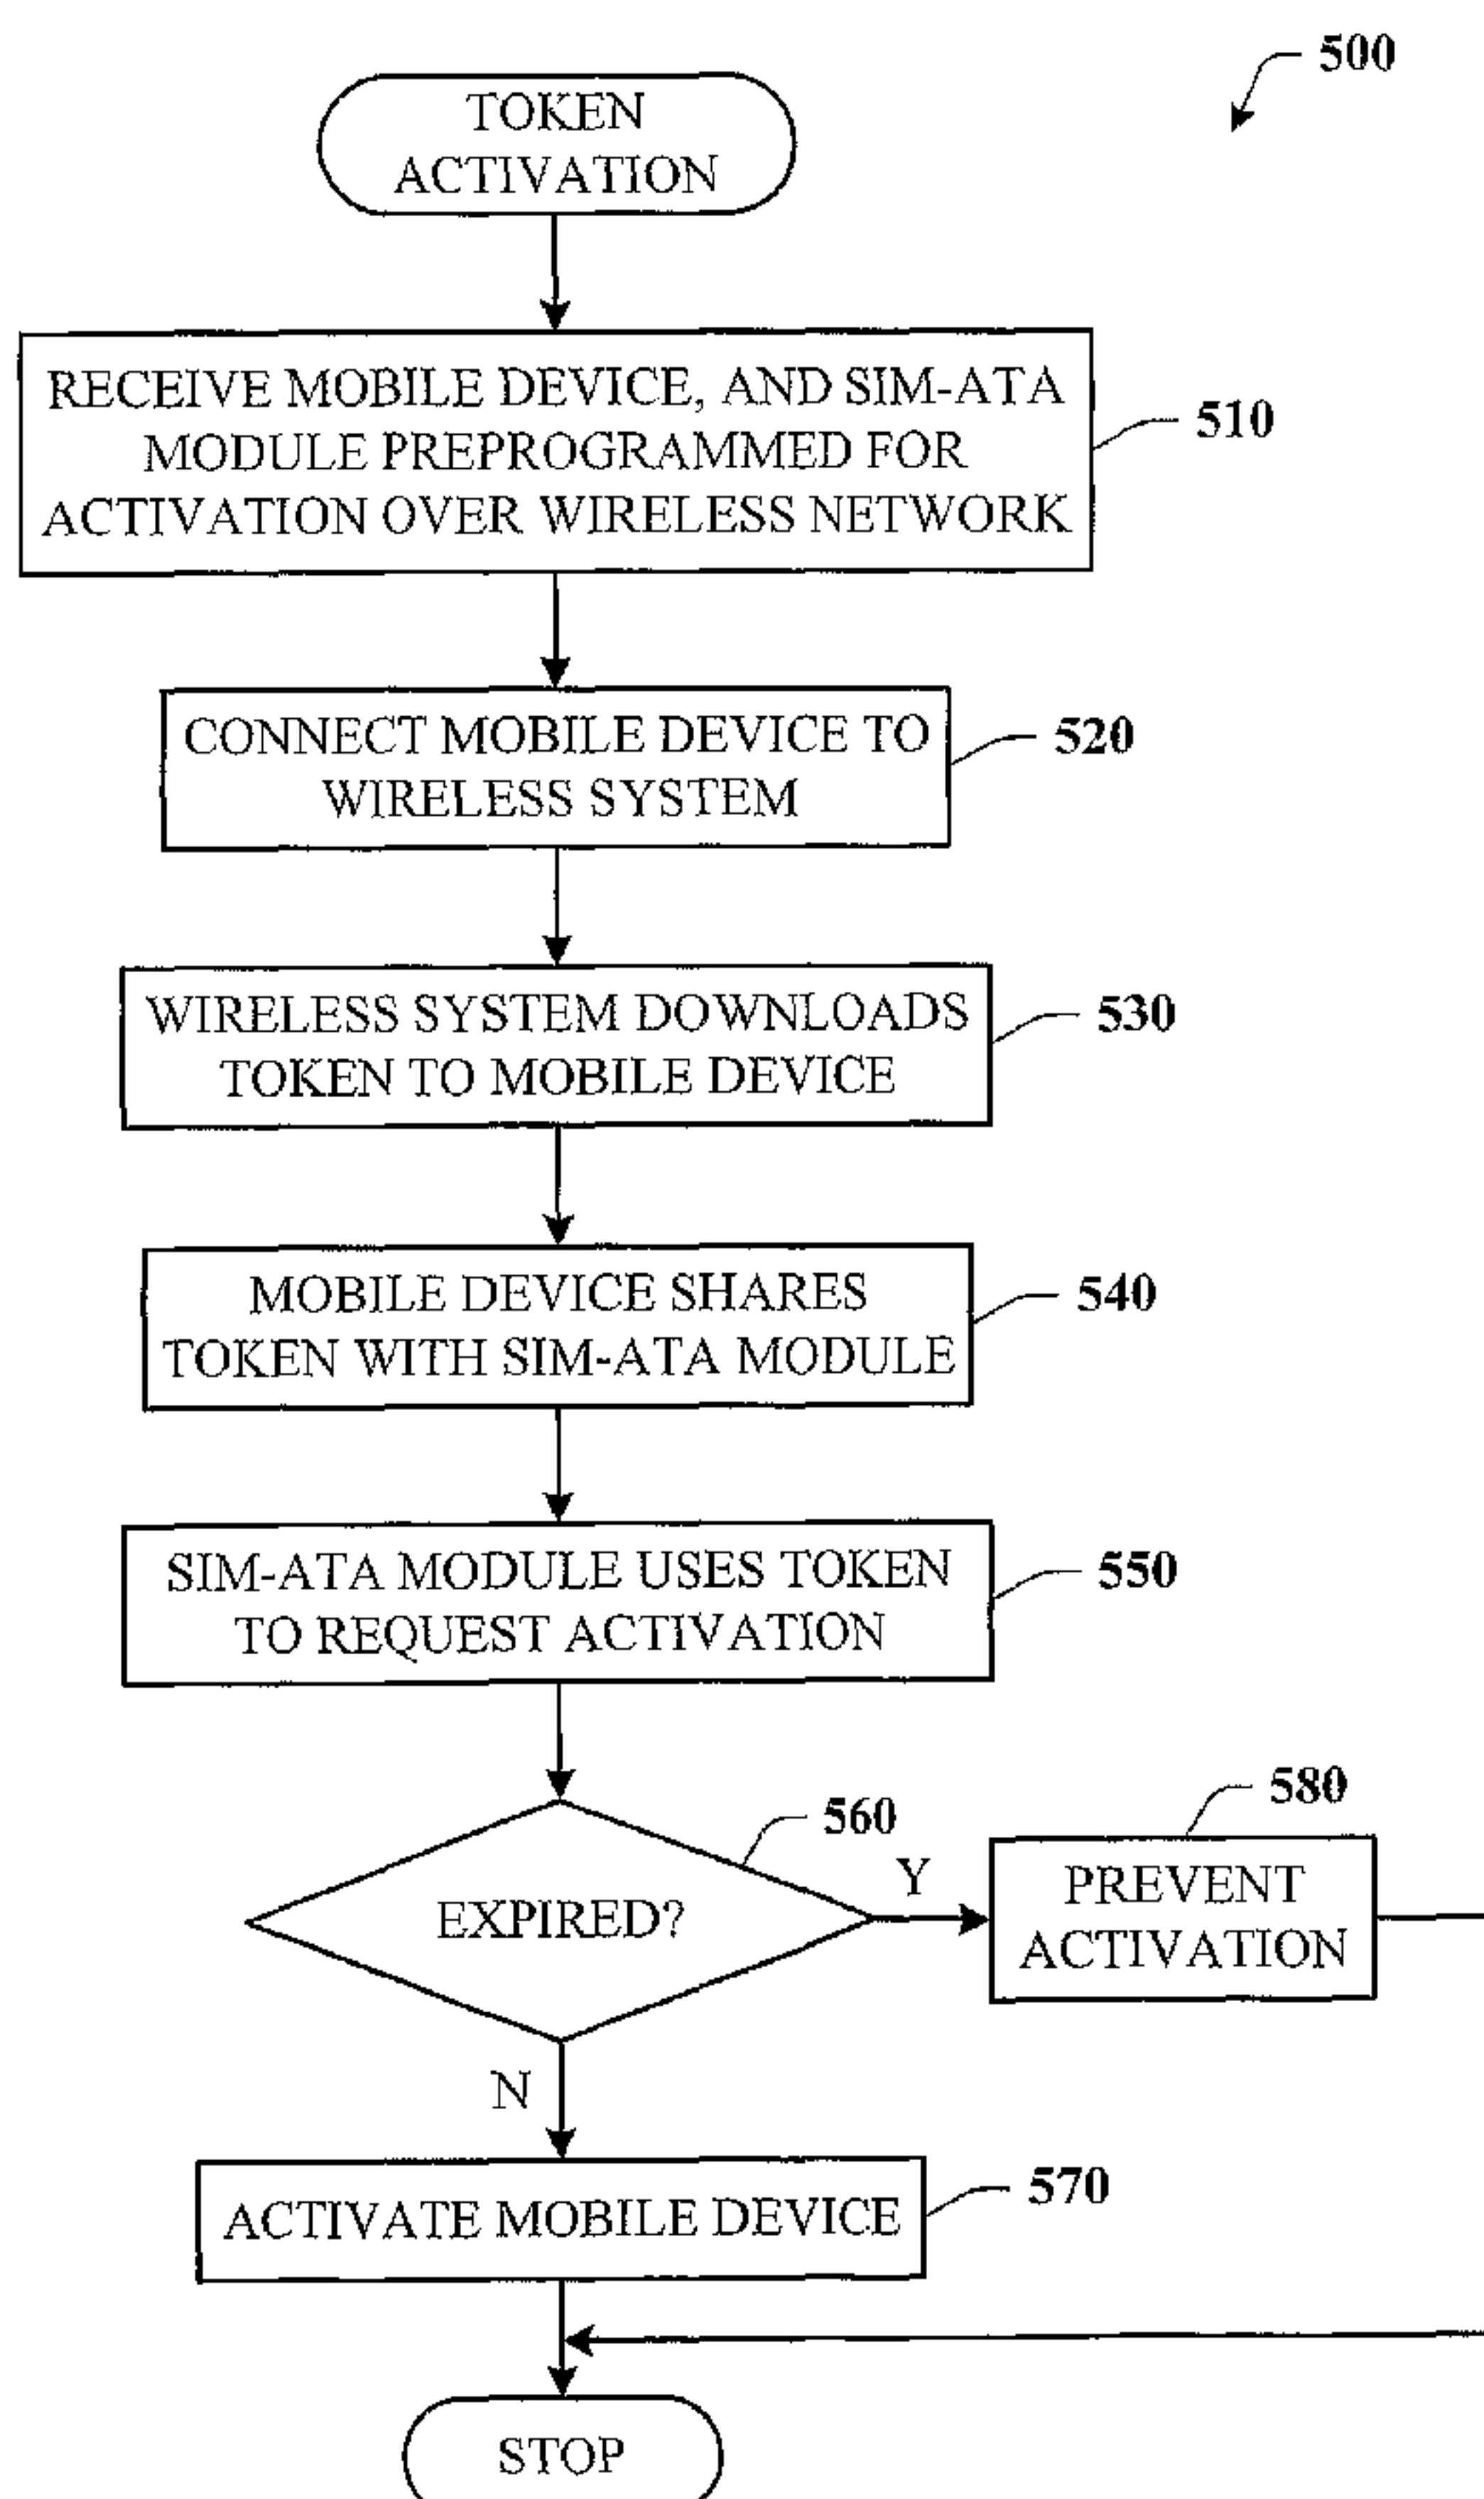 500
TOKEN
ACTIVATION
RECEIVE MOBILE DEVICE, AND SIM-ATA
MODULE PREPROGRAMMED FOR
ACTIVATION OVER WIRELESS NETWORK
510
CONNECT MOBILE DEVICE TO
WIRELESS SYSTEM
520
WIRELESS SYSTEM DOWNLOADS
TOKEN TO MOBILE DEVICE
530
MOBILE DEVICE SHARES
TOKEN WITH SIM-ATA MODULE
540
SIM-ATA MODULE USES TOKEN
TO REQUEST ACTIVATION
550
EXPIRED?
560
Y
580
PREVENT
ACTIVATION
N
ACTIVATE MOBILE DEVICE
570
STOP